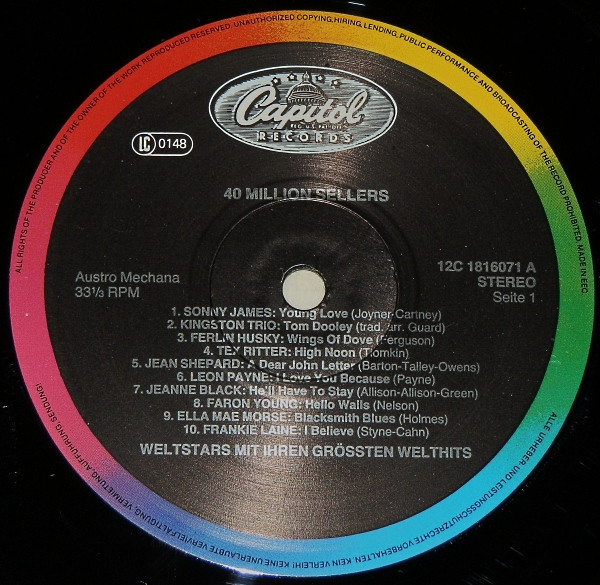 ALL RIGHTS OF THE PRODUCER AND OF THE OWNER OF THE WORK REPRODUCED RESERVED. UNAUTHORIZED COPYING, HIRING, LENDING, PUBLIC PERFORMANCE AND BROADCASTING OF THE RECORD PROHIBITED. MADE IN EEC.
Capitol
REG. U.S. PAT. OFF.
RECORDS
LC 0148
40 MILLION SELLERS
Austro Mechana
33⅓ RPM
12C 1816071 A
STEREO
Seite 1
1. SONNY JAMES: Young Love (Joyner-Cartney)
2. KINGSTON TRIO: Tom Dooley (trad. arr. Guard)
3. FERLIN HUSKY: Wings Of Dove (Ferguson)
4. TEX RITTER: High Noon (Tiomkin)
5. JEAN SHEPARD: A Dear John Letter (Barton-Talley-Owens)
6. LEON PAYNE: I Love You Because (Payne)
7. JEANNE BLACK: He'll Have To Stay (Allison-Allison-Green)
8. FARON YOUNG: Hello Walls (Nelson)
9. ELLA MAE MORSE: Blacksmith Blues (Holmes)
10. FRANKIE LAINE: I Believe (Styne-Cahn)
WELTSTARS MIT IHREN GRÖSSTEN WELTHITS
ALLE URHEBER- UND LEISTUNGSSCHUTZRECHTE VORBEHALTEN. KEIN VERLEIH! KEINE UNERLAUBTE VERVIELFÄLTIGUNG, VERMIETUNG, AUFFÜHRUNG, SENDUNG!